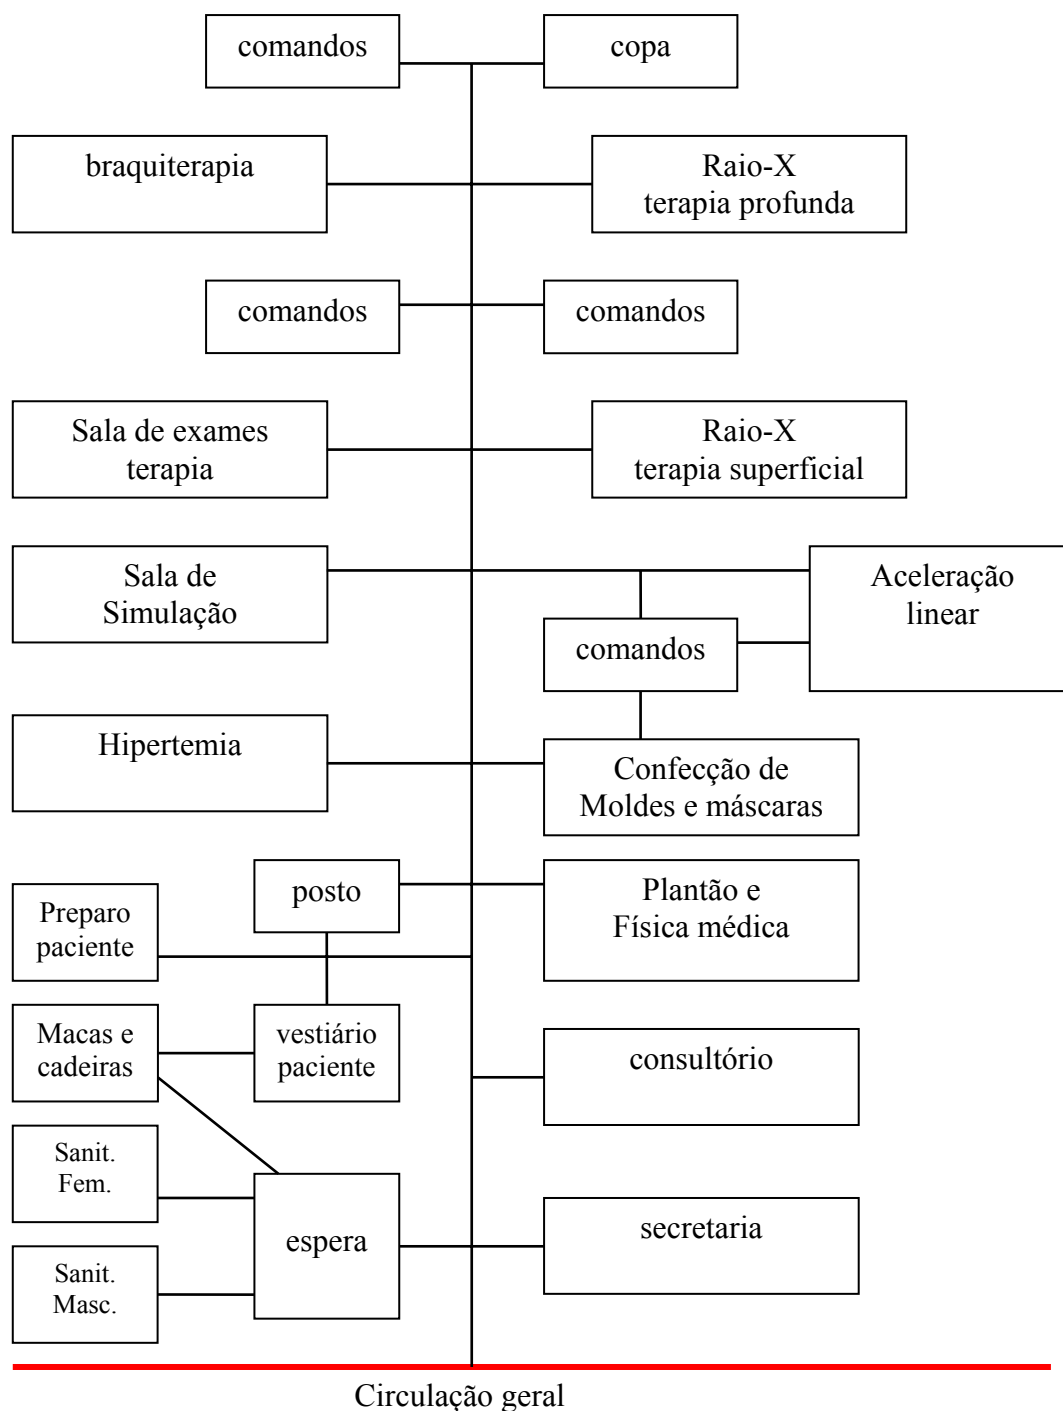 comandos
copa
braquiterapia
Raio-X
terapia profunda
comandos
comandos
Sala de exames
terapia
Raio-X
terapia superficial
Sala de
Simulação
Aceleração
linear
comandos
Hipertemia
Confecção de
Moldes e máscaras
posto
Plantão e
Física médica
Preparo
paciente
Macas e
cadeiras
vestiário
paciente
consultório
Sanit.
Fem.
espera
secretaria
Sanit.
Masc.
Circulação geral